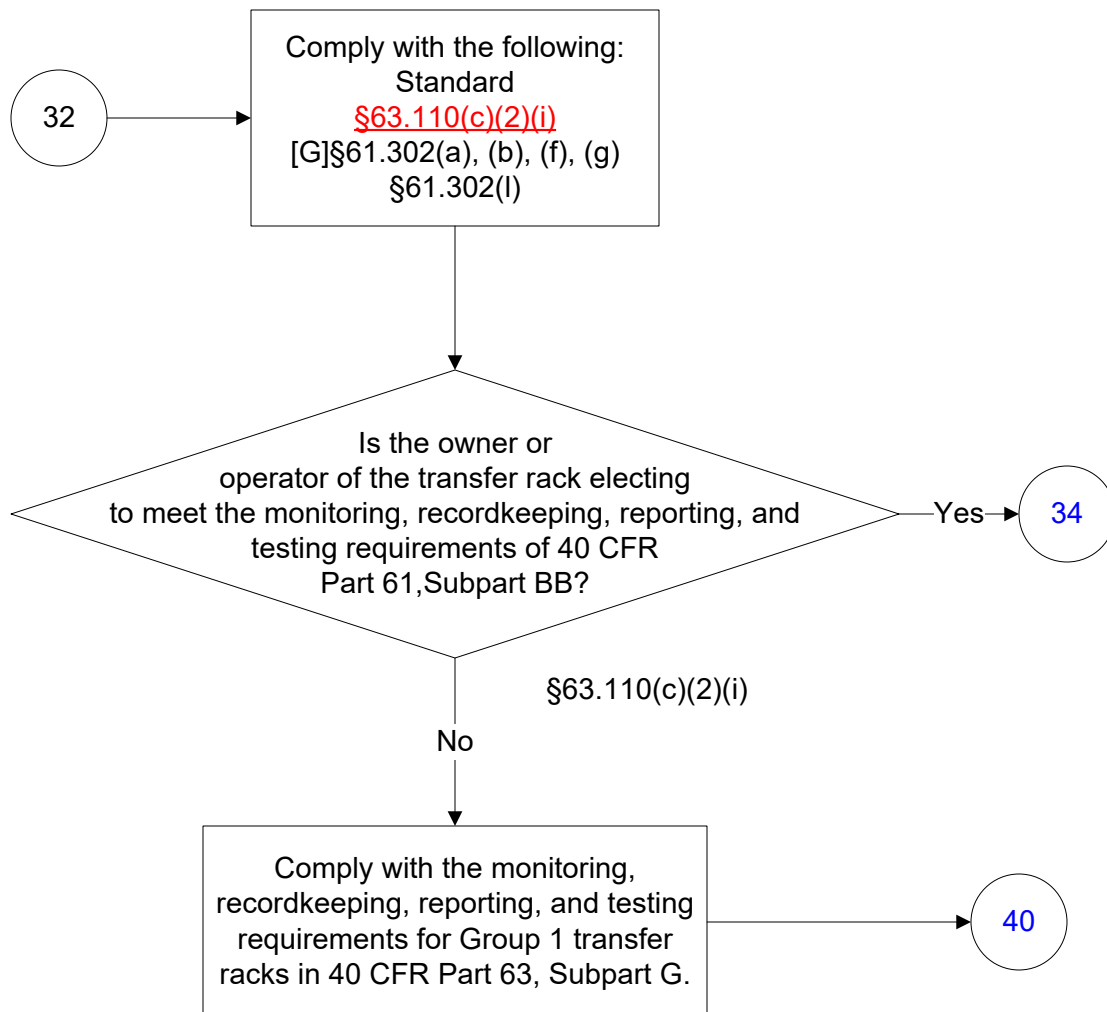 32
Comply with the following:
Standard
§63.110(c)(2)(i)
[G]§61.302(a), (b), (f), (g)
§61.302(l)
Is the owner or
operator of the transfer rack electing
to meet the monitoring, recordkeeping, reporting, and
testing requirements of 40 CFR
Part 61,Subpart BB?
Yes
34
§63.110(c)(2)(i)
No
Comply with the monitoring,
recordkeeping, reporting, and testing
requirements for Group 1 transfer
racks in 40 CFR Part 63, Subpart G.
40